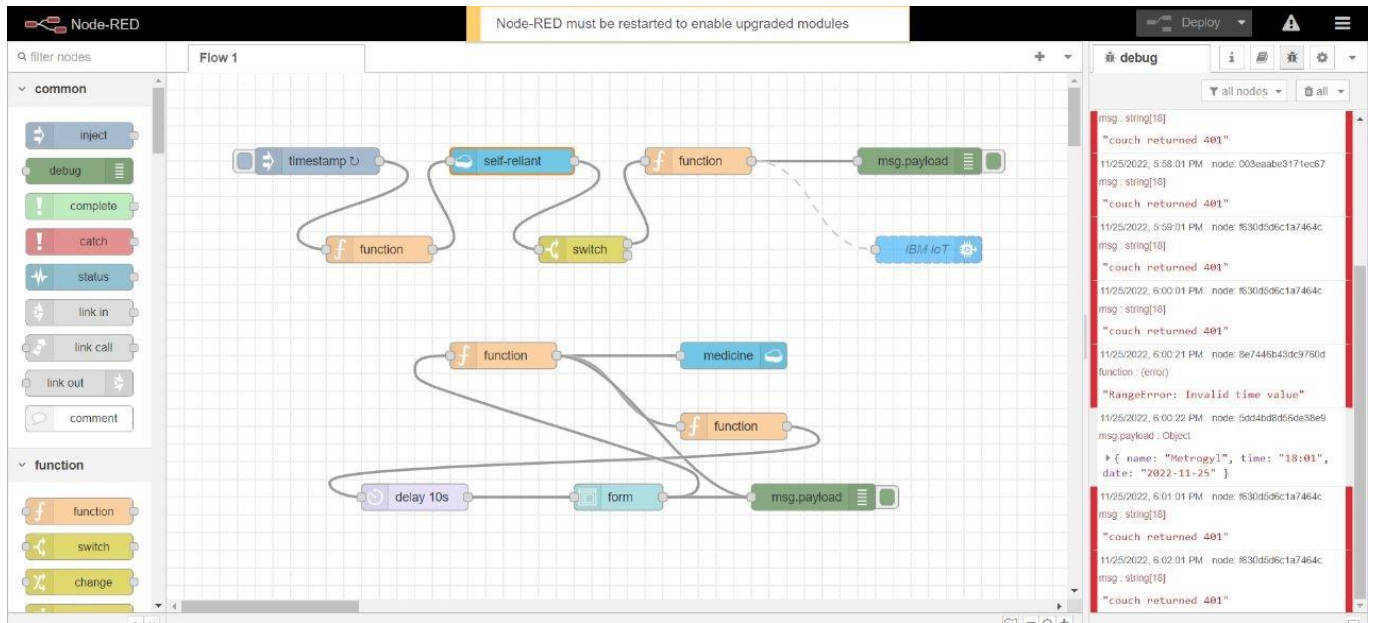 Node-RED
Node-RED must be restarted to enable upgraded modules
Deploy
filter nodes
Flow 1
debug
i
all nodes
all
common
inject
debug
complete
catch
status
link in
link call
link out
comment
function
function
switch
change
timestamp ↻
self-reliant
function
msg.payload
function
switch
IBM IoT
function
medicine
function
delay 10s
form
msg.payload
msg : string[18]
"couch returned 401"
11/25/2022, 5:58:01 PM node: 003eaabe3171ec67
msg : string[18]
"couch returned 401"
11/25/2022, 5:59:01 PM node: f630d5d6c1a7464c
msg : string[18]
"couch returned 401"
11/25/2022, 6:00:01 PM node: f630d5d6c1a7464c
msg : string[18]
"couch returned 401"
11/25/2022, 6:00:21 PM node: 8e7446b43dc9760d
function : (error)
"RangeError: Invalid time value"
11/25/2022, 6:00:22 PM node: 5dd4bd8d56de38e9
msg.payload : Object
{ name: "Metrogyl", time: "18:01",
date: "2022-11-25" }
11/25/2022, 6:01:01 PM node: f630d5d6c1a7464c
msg : string[18]
"couch returned 401"
11/25/2022, 6:02:01 PM node: f630d5d6c1a7464c
msg : string[18]
"couch returned 401"